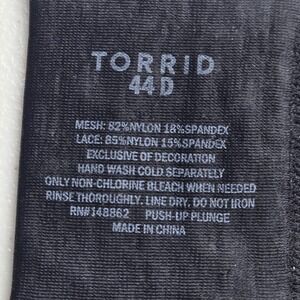 TORRID
44 D
MESH: 82%NYLON 18%SPANDEX
LACE: 85%NYLON 15%SPANDEX
EXCLUSIVE OF DECORATION
HAND WASH COLD SEPARATELY
ONLY NON-CHLORINE BLEACH WHEN NEEDED
RINSE THOROUGHLY. LINE DRY. DO NOT IRON
RN#148862 PUSH-UP PLUNGE
MADE IN CHINA